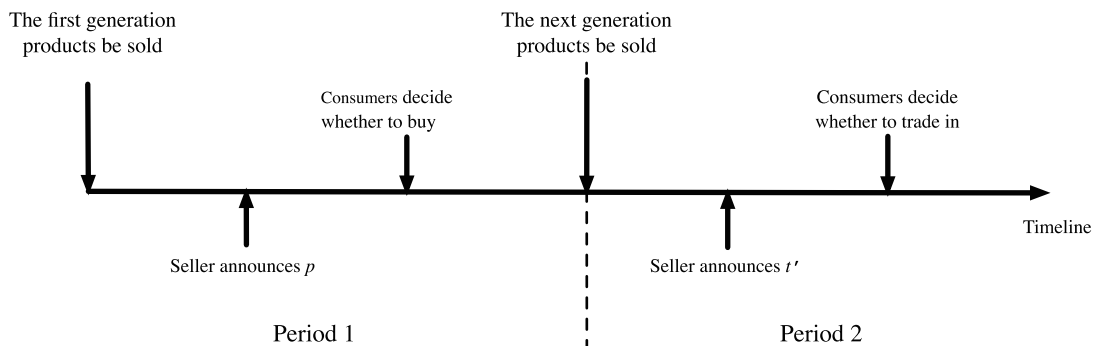 The first generation
products be sold
The next generation
products be sold
Consumers decide
whether to buy
Consumers decide
whether to trade in
Timeline
Seller announces p
Seller announces t′
Period 1
Period 2